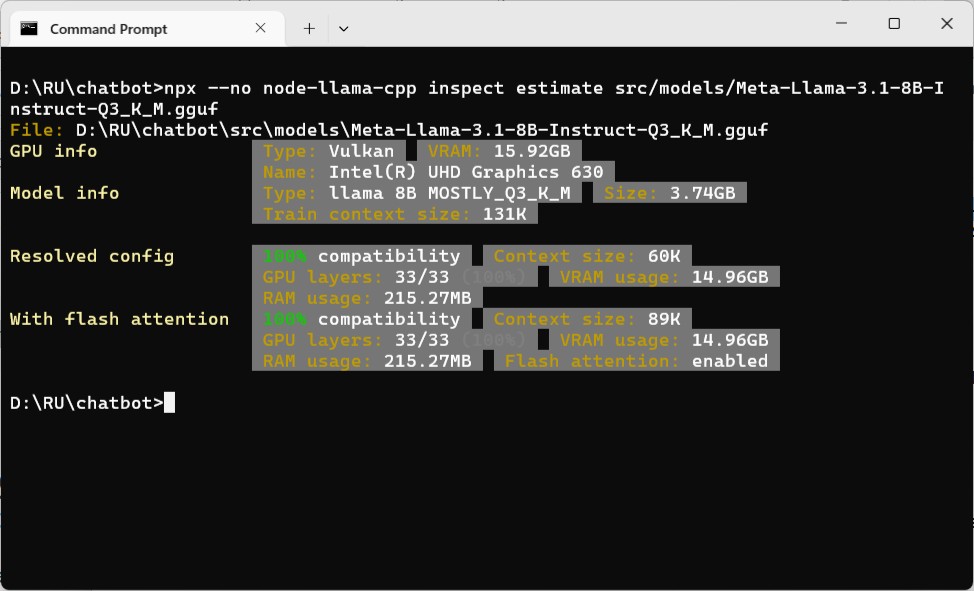 Command Prompt
D:\RU\chatbot>npx --no node-llama-cpp inspect estimate src/models/Meta-Llama-3.1-8B-I
nstruct-Q3_K_M.gguf
File: D:\RU\chatbot\src\models\Meta-Llama-3.1-8B-Instruct-Q3_K_M.gguf
GPU info Type: Vulkan VRAM: 15.92GB
Name: Intel(R) UHD Graphics 630
Model info Type: llama 8B MOSTLY_Q3_K_M Size: 3.74GB
Train context size: 131K
Resolved config 100% compatibility Context size: 60K
GPU layers: 33/33 (100%) VRAM usage: 14.96GB
RAM usage: 215.27MB
With flash attention 100% compatibility Context size: 89K
GPU layers: 33/33 (100%) VRAM usage: 14.96GB
RAM usage: 215.27MB Flash attention: enabled
D:\RU\chatbot>